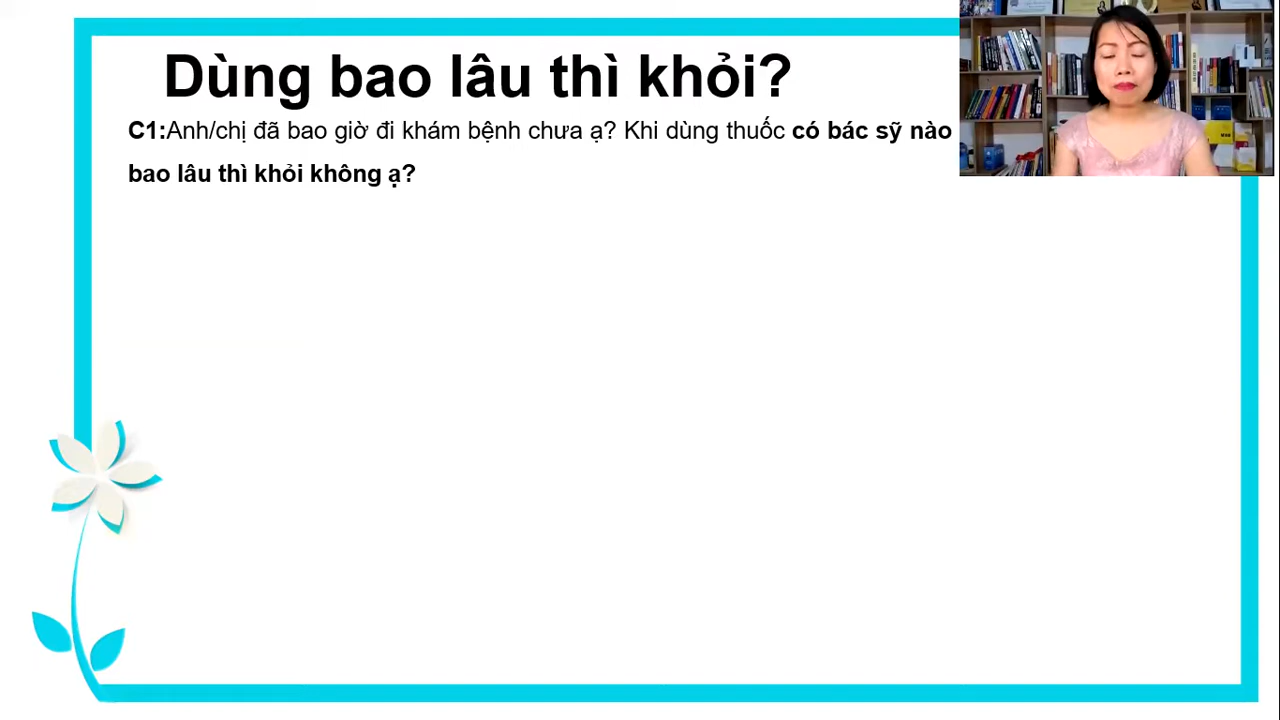 Dùng bao lâu thì khỏi?
C1:Anh/chị đã bao giờ đi khám bệnh chưa ạ? Khi dùng thuốc có bác sỹ nào
bao lâu thì khỏi không ạ?